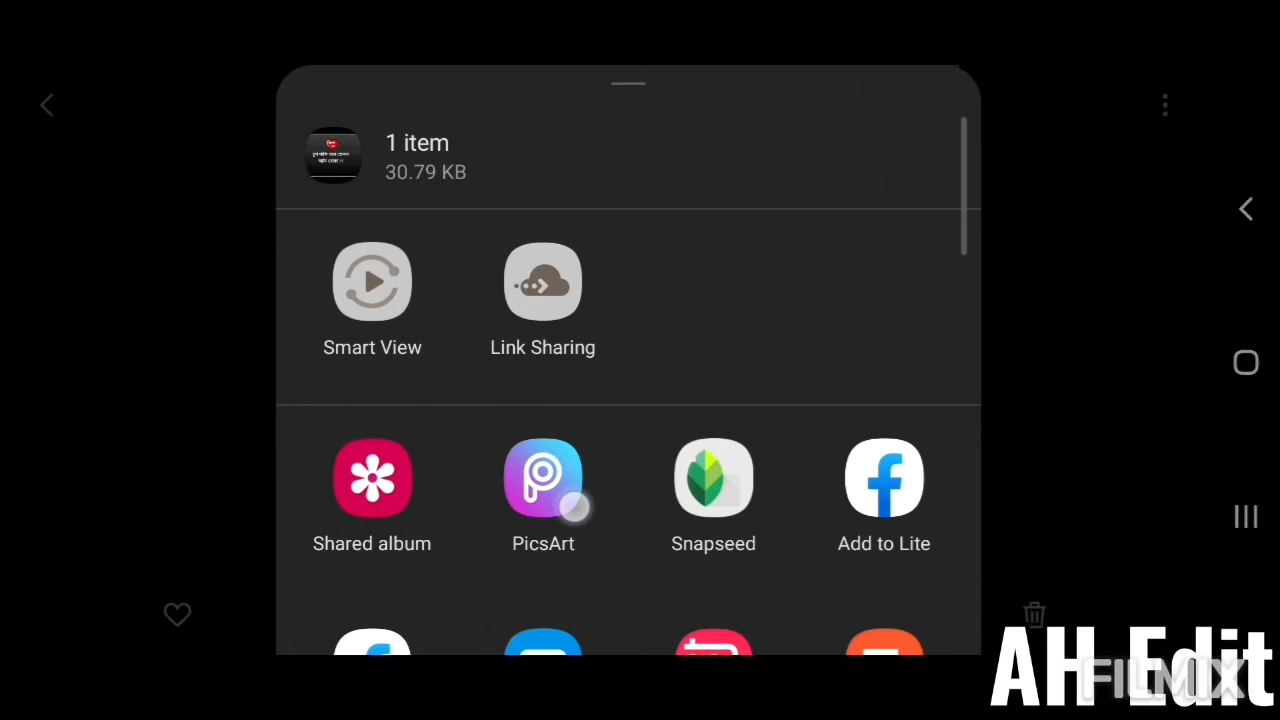 1 item
30.79 KB
Smart View
Link Sharing
Shared album
PicsArt
Snapseed
Add to Lite
AH Edit
FILMIX